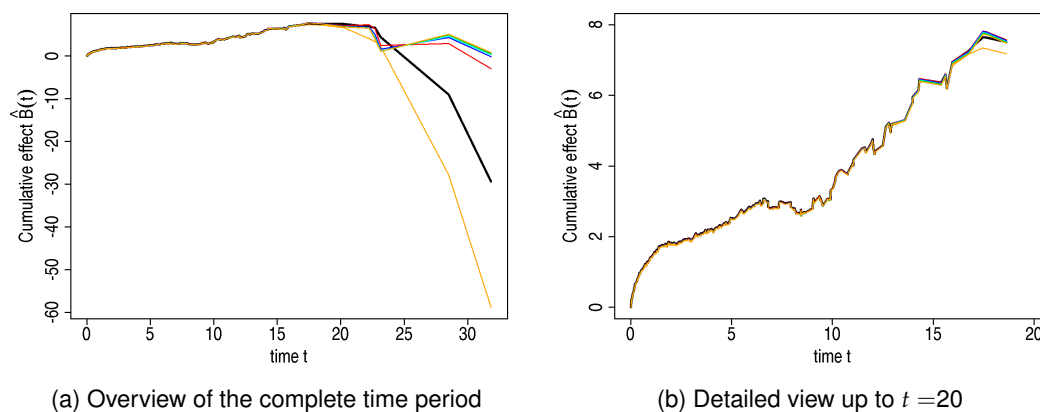 Cumulative effect B̂(t)
0
-10
-20
-30
-40
-50
-60
0 5 10 15 20 25 30
time t
(a) Overview of the complete time period
Cumulative effect B̂(t)
8
6
4
2
0
0 5 10 15 20
time t
(b) Detailed view up to t =20